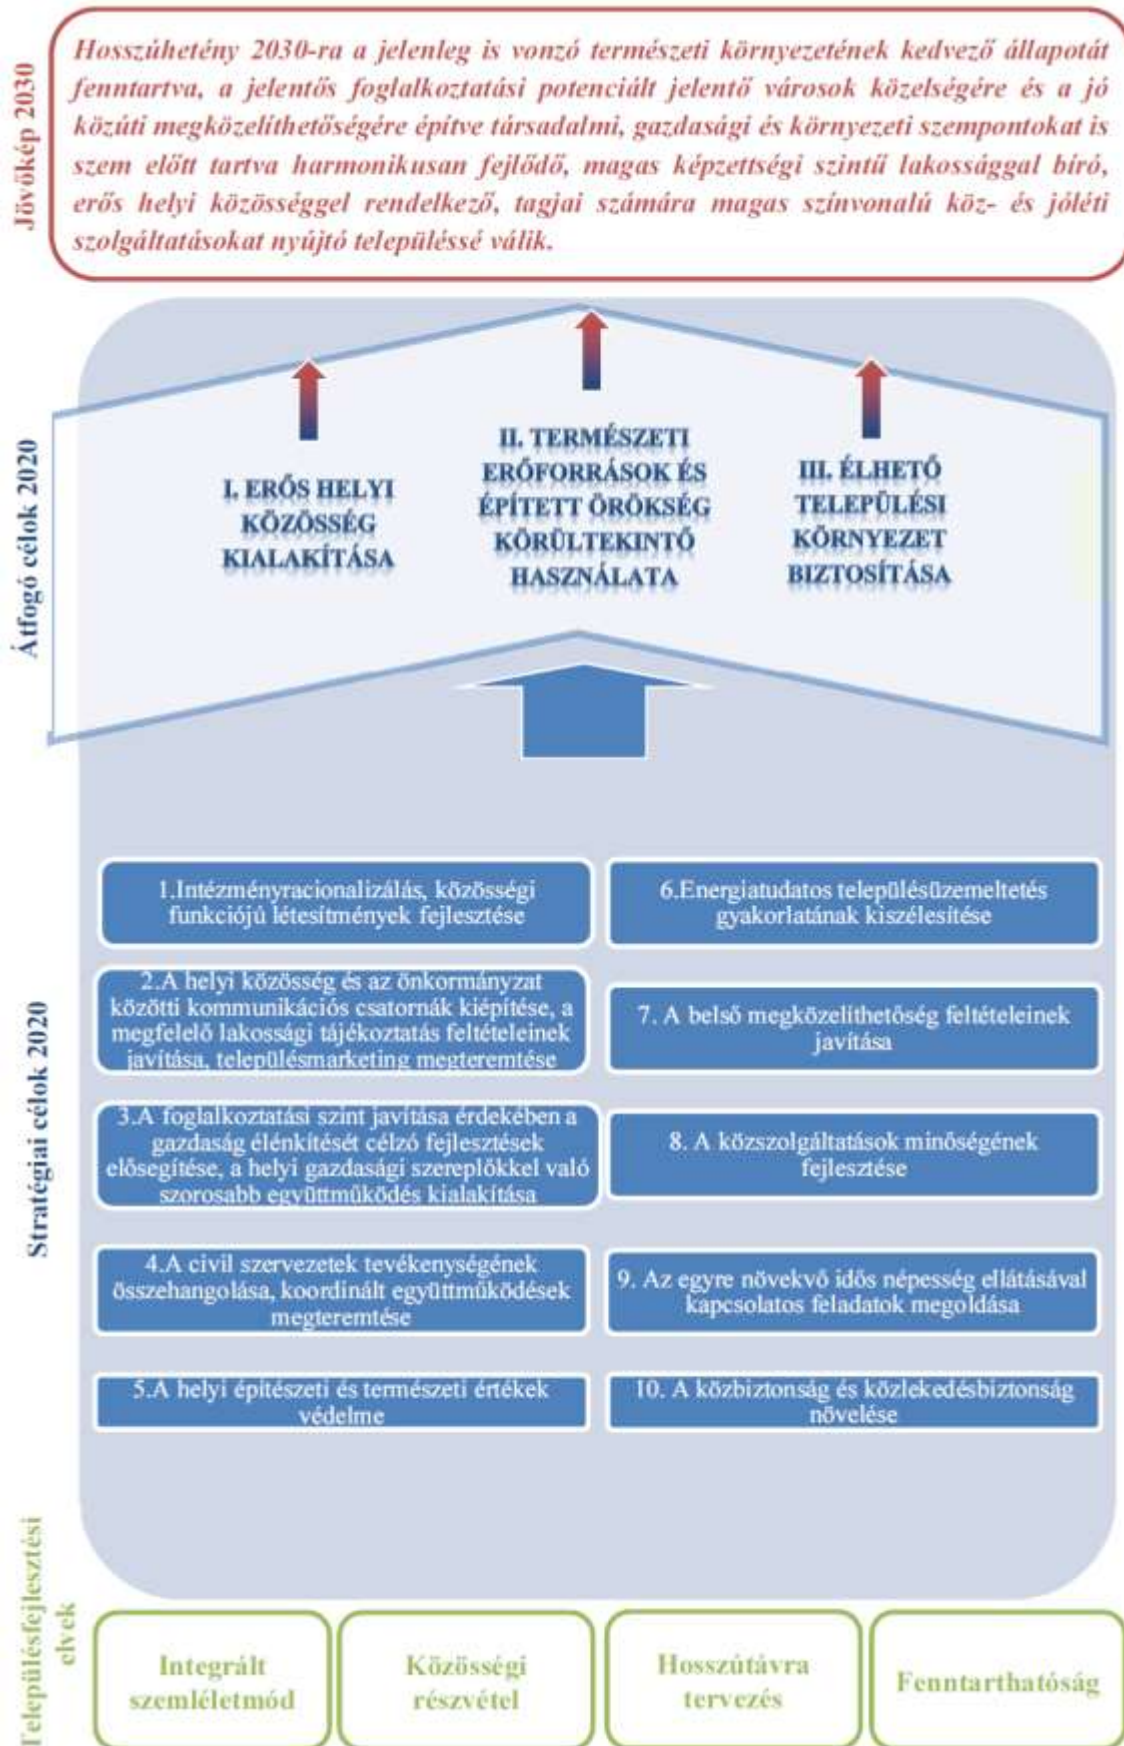 Jövőkép 2030
Hosszúhetény 2030-ra a jelenleg is vonzó természeti környezetének kedvező állapotát
fenntartva, a jelentős foglalkoztatási potenciált jelentő városok közelségére és a jó
közúti megközelíthetőségére építve társadalmi, gazdasági és környezeti szempontokat is
szem előtt tartva harmonikusan fejlődő, magas képzettségi szintű lakossággal bíró,
erős helyi közösséggel rendelkező, tagjai számára magas színvonalú köz- és jóléti
szolgáltatásokat nyújtó településsé válik.
Átfogó célok 2020
I. ERŐS HELYI
KÖZÖSSÉG
KIALAKÍTÁSA
II. TERMÉSZETI
ERŐFORRÁSOK ÉS
ÉPÍTETT ÖRÖKSÉG
KÖRÜLTEKINTŐ
HASZNÁLATA
III. ÉLHETŐ
TELEPÜLÉSI
KÖRNYEZET
BIZTOSÍTÁSA
Stratégiai célok 2020
1.Intézményracionalizálás, közösségi
funkciójú létesítmények fejlesztése
2.A helyi közösség és az önkormányzat
közötti kommunikációs csatornák kiépítése, a
megfelelő lakossági tájékoztatás feltételeinek
javítása, településmarketing megteremtése
3.A foglalkoztatási szint javítása érdekében a
gazdaság élénkítését célzó fejlesztések
elősegítése, a helyi gazdasági szereplőkkel való
szorosabb együttműködés kialakítása
4.A civil szervezetek tevékenységének
összehangolása, koordinált együttműködések
megteremtése
5.A helyi építészeti és természeti értékek
védelme
6.Energiatudatos településüzemeltetés
gyakorlatának kiszélesítése
7. A belső megközelíthetőség feltételeinek
javítása
8. A közszolgáltatások minőségének
fejlesztése
9. Az egyre növekvő idős népesség ellátásával
kapcsolatos feladatok megoldása
10. A közbiztonság és közlekedésbiztonság
növelése
Településfejlesztési
elvek
Integrált
szemléletmód
Közösségi
részvétel
Hosszútávra
tervezés
Fenntarthatóság